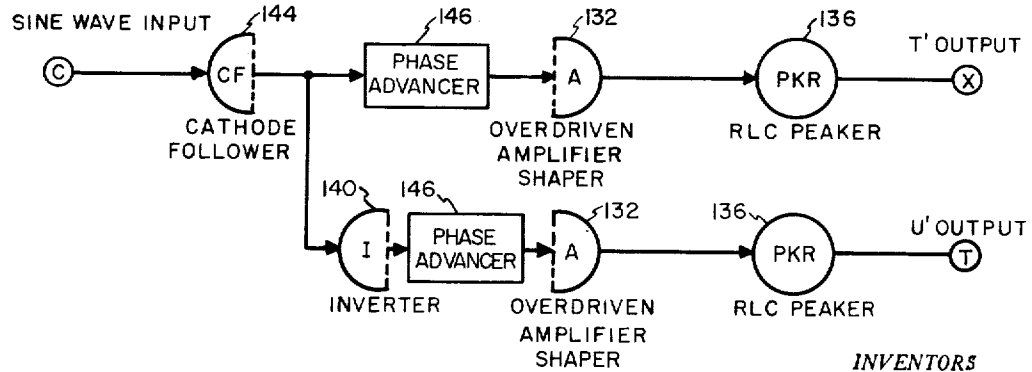 SINE WAVE INPUT
C
144
CF
CATHODE
FOLLOWER
146
PHASE
ADVANCER
132
A
OVERDRIVEN
AMPLIFIER
SHAPER
136
PKR
RLC PEAKER
T' OUTPUT
X
140
I
INVERTER
146
PHASE
ADVANCER
132
A
OVERDRIVEN
AMPLIFIER
SHAPER
136
PKR
RLC PEAKER
U' OUTPUT
T
INVENTORS